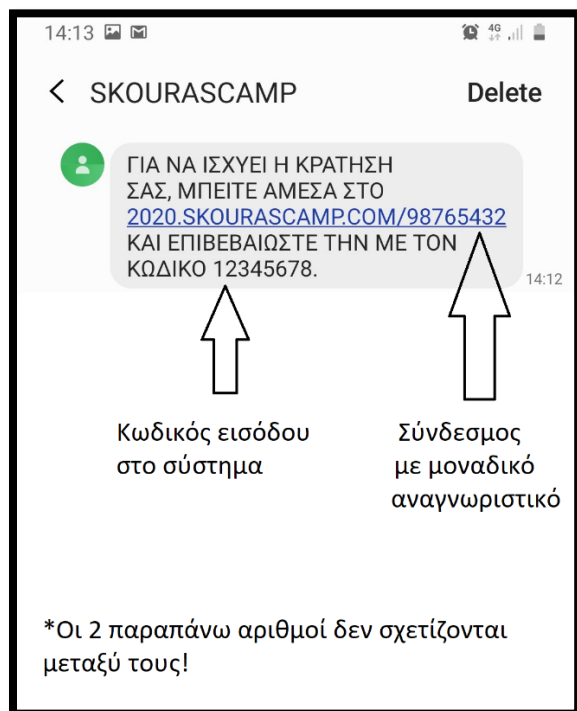 14:13
4G
SKOURASCAMP
Delete
ΓΙΑ ΝΑ ΙΣΧΥΕΙ Η ΚΡΑΤΗΣΗ
ΣΑΣ, ΜΠΕΙΤΕ ΑΜΕΣΑ ΣΤΟ
2020.SKOURASCAMP.COM/98765432
ΚΑΙ ΕΠΙΒΕΒΑΙΩΣΤΕ ΤΗΝ ΜΕ ΤΟΝ
ΚΩΔΙΚΟ 12345678.
14:12
Κωδικός εισόδου
στο σύστημα
Σύνδεσμος
με μοναδικό
αναγνωριστικό
*Οι 2 παραπάνω αριθμοί δεν σχετίζονται
μεταξύ τους!